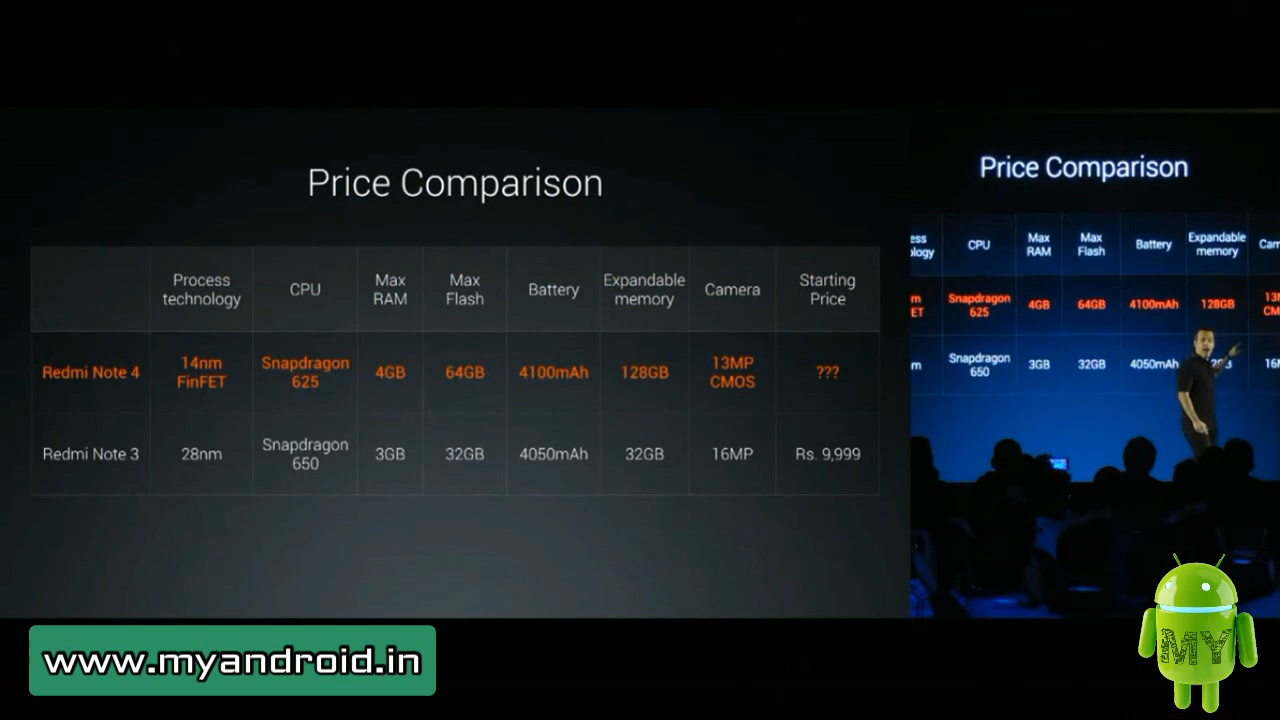 Price Comparison
Process technology CPU Max RAM Max Flash Battery Expandable memory Camera Starting Price
Redmi Note 4 14nm FinFET Snapdragon 625 4GB 64GB 4100mAh 128GB 13MP CMOS ???
Redmi Note 3 28nm Snapdragon 650 3GB 32GB 4050mAh 32GB 16MP Rs. 9,999
Price Comparison
CPU Max RAM Max Flash Battery Expandable memory
Snapdragon 625 4GB 64GB 4100mAh 128GB
Snapdragon 650 3GB 32GB 4050mAh
www.myandroid.in
MY